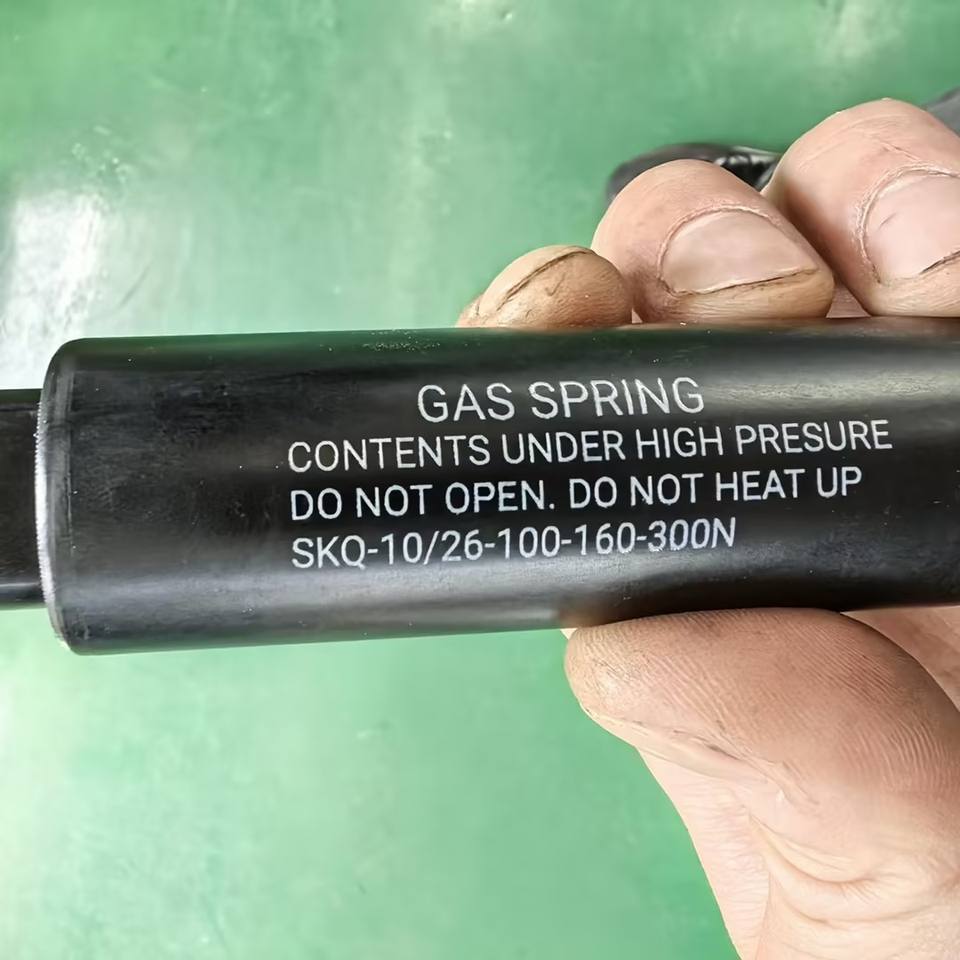 GAS SPRING
CONTENTS UNDER HIGH PRESURE
DO NOT OPEN. DO NOT HEAT UP
SKQ-10/26-100-160-300N